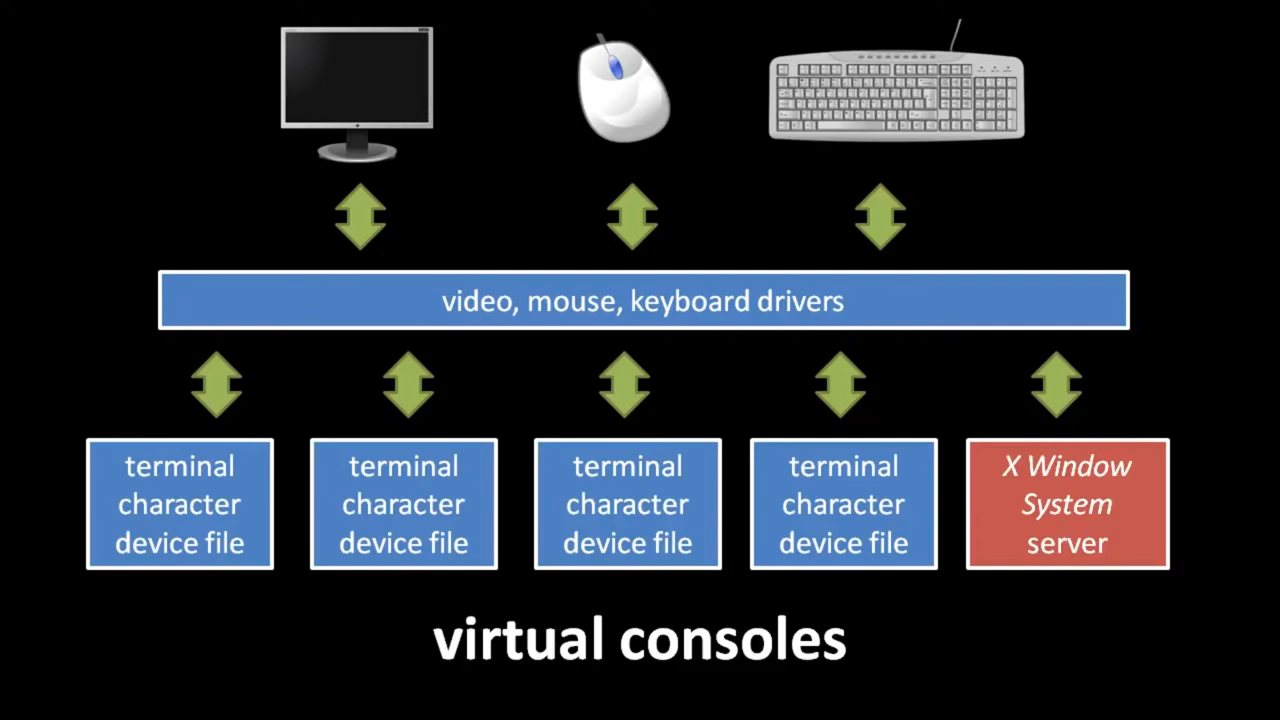 video, mouse, keyboard drivers
terminal
character
device file
terminal
character
device file
terminal
character
device file
terminal
character
device file
X Window
System
server
virtual consoles